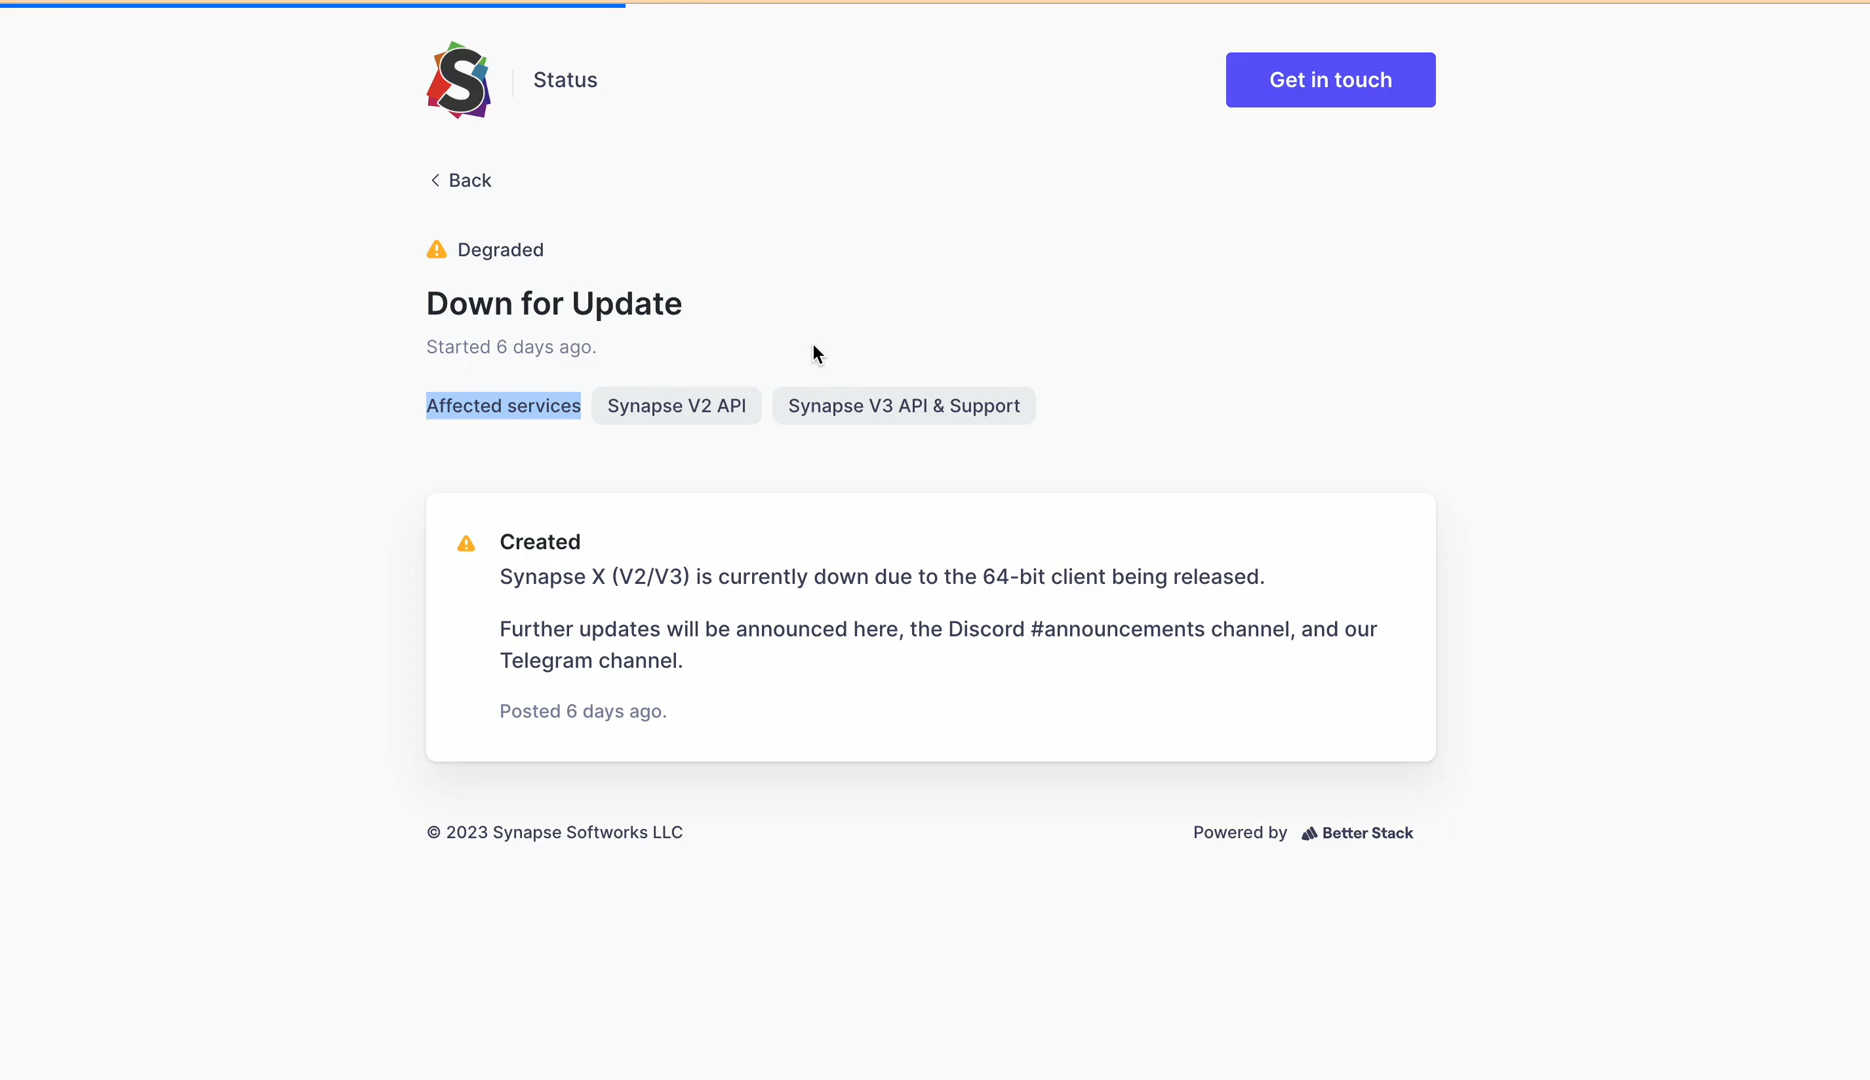 S
Status
Get in touch
Back
Degraded
Down for Update
Started 6 days ago.
Affected services Synapse V2 API Synapse V3 API & Support
Created
Synapse X (V2/V3) is currently down due to the 64-bit client being released.
Further updates will be announced here, the Discord #announcements channel, and our
Telegram channel.
Posted 6 days ago.
© 2023 Synapse Softworks LLC
Powered by Better Stack